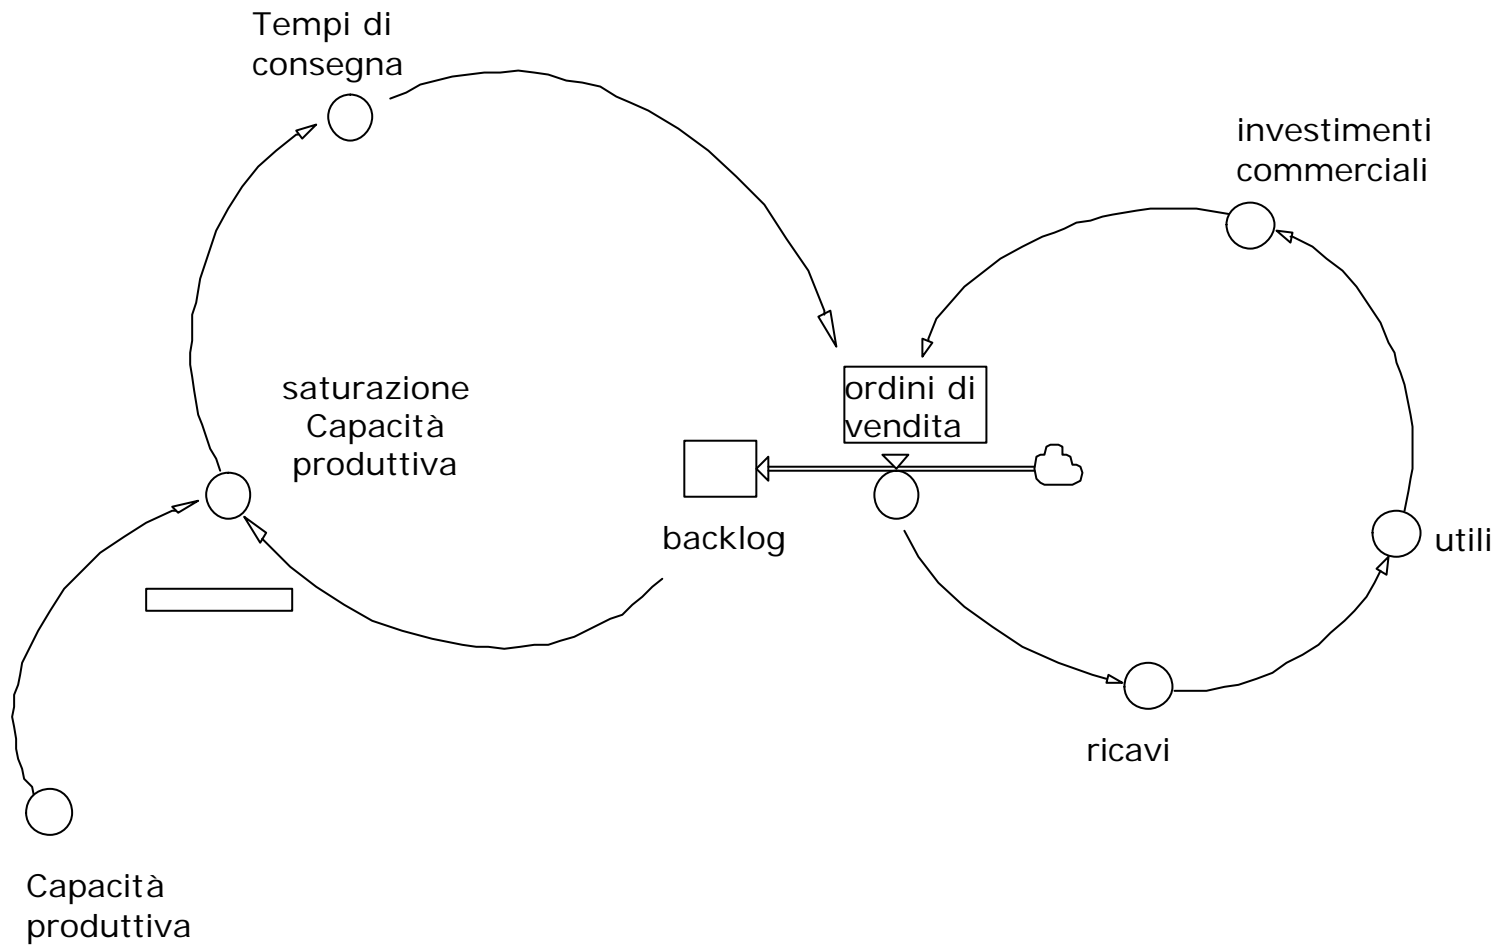 Tempi di
consegna
investimenti
commerciali
saturazione
Capacità
produttiva
ordini di
vendita
backlog
utili
ricavi
Capacità
produttiva